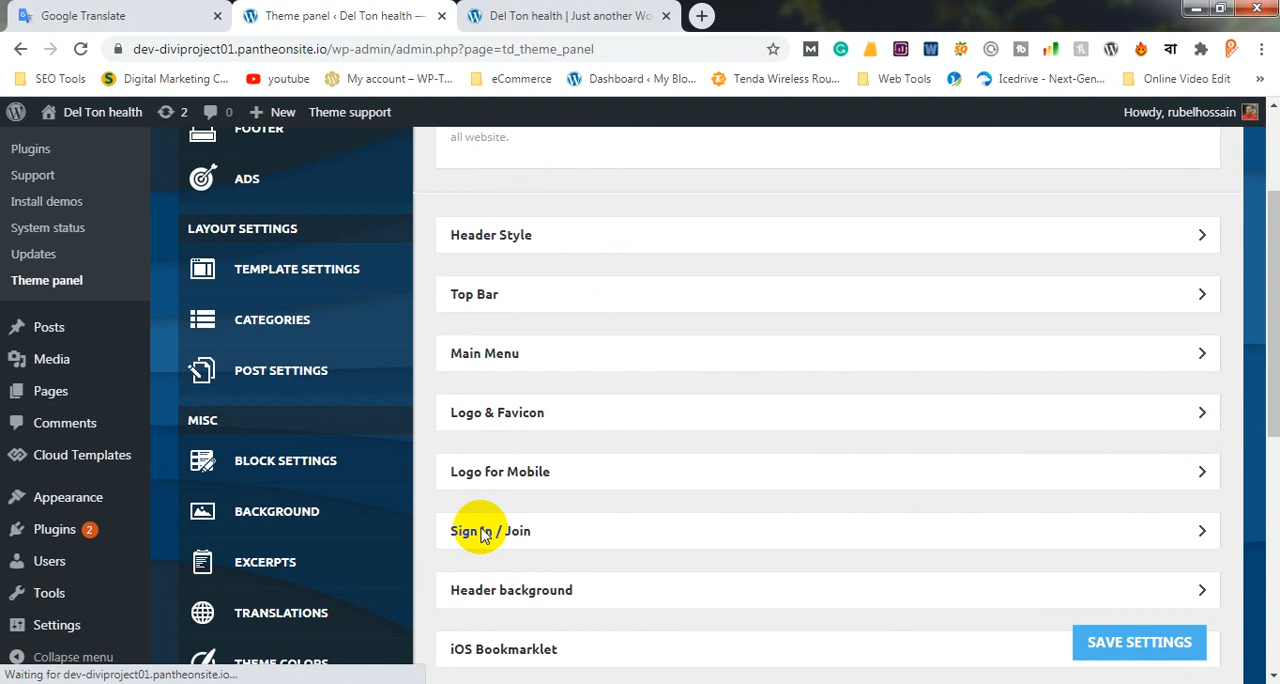 Google Translate
Theme panel ‹ Del Ton health —
Del Ton health | Just another Wo
dev-diviproject01.pantheonsite.io/wp-admin/admin.php?page=td_theme_panel
SEO Tools
Digital Marketing C...
youtube
My account – WP-T...
eCommerce
Dashboard ‹ My Blo...
Tenda Wireless Rou...
Web Tools
Icedrive - Next-Gen...
Online Video Edit
»
Del Ton health
2
0
New
Theme support
Howdy, rubelhossain
Plugins
Support
Install demos
System status
Updates
Theme panel
Posts
Media
Pages
Comments
Cloud Templates
Appearance
Plugins 2
Users
Tools
Settings
Collapse menu
FOOTER
ADS
LAYOUT SETTINGS
TEMPLATE SETTINGS
CATEGORIES
POST SETTINGS
MISC
BLOCK SETTINGS
BACKGROUND
EXCERPTS
TRANSLATIONS
THEME COLORS
all website.
Header Style
Top Bar
Main Menu
Logo & Favicon
Logo for Mobile
Sign In / Join
Header background
iOS Bookmarklet
SAVE SETTINGS
Waiting for dev-diviproject01.pantheonsite.io...